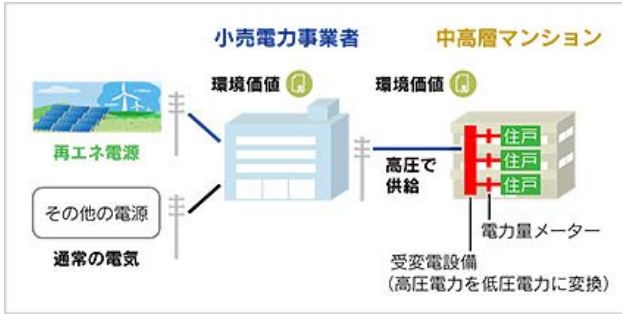 小売電力事業者
中高層マンション
環境価値
環境価値
再エネ電源
その他の電源
通常の電気
高圧で
供給
住戸
住戸
住戸
電力量メーター
受変電設備
(高圧電力を低圧電力に変換)